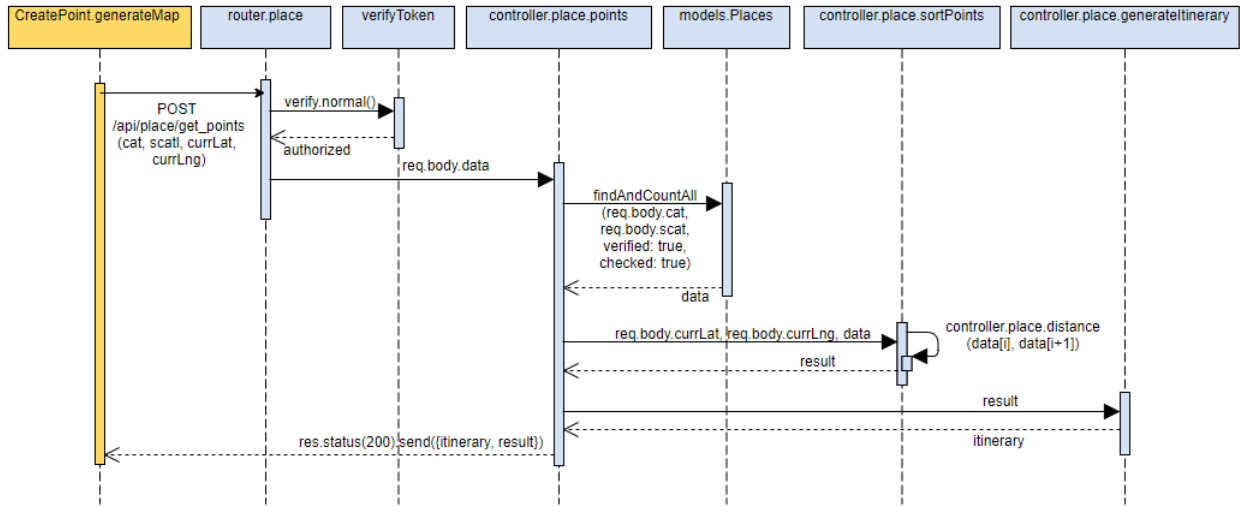 CreatePoint.generateMap
router.place
verifyToken
controller.place.points
models.Places
controller.place.sortPoints
controller.place.generateItinerary
POST
/api/place/get_points
(cat, scatl, currLat,
currLng)
verify.normal()
authorized
req.body.data
findAndCountAll
(req.body.cat,
req.body.scat,
verified: true,
checked: true)
data
req.body.currLat, req.body.currLng, data
controller.place.distance
(data[i], data[i+1])
result
result
itinerary
res.status(200).send({itinerary, result})